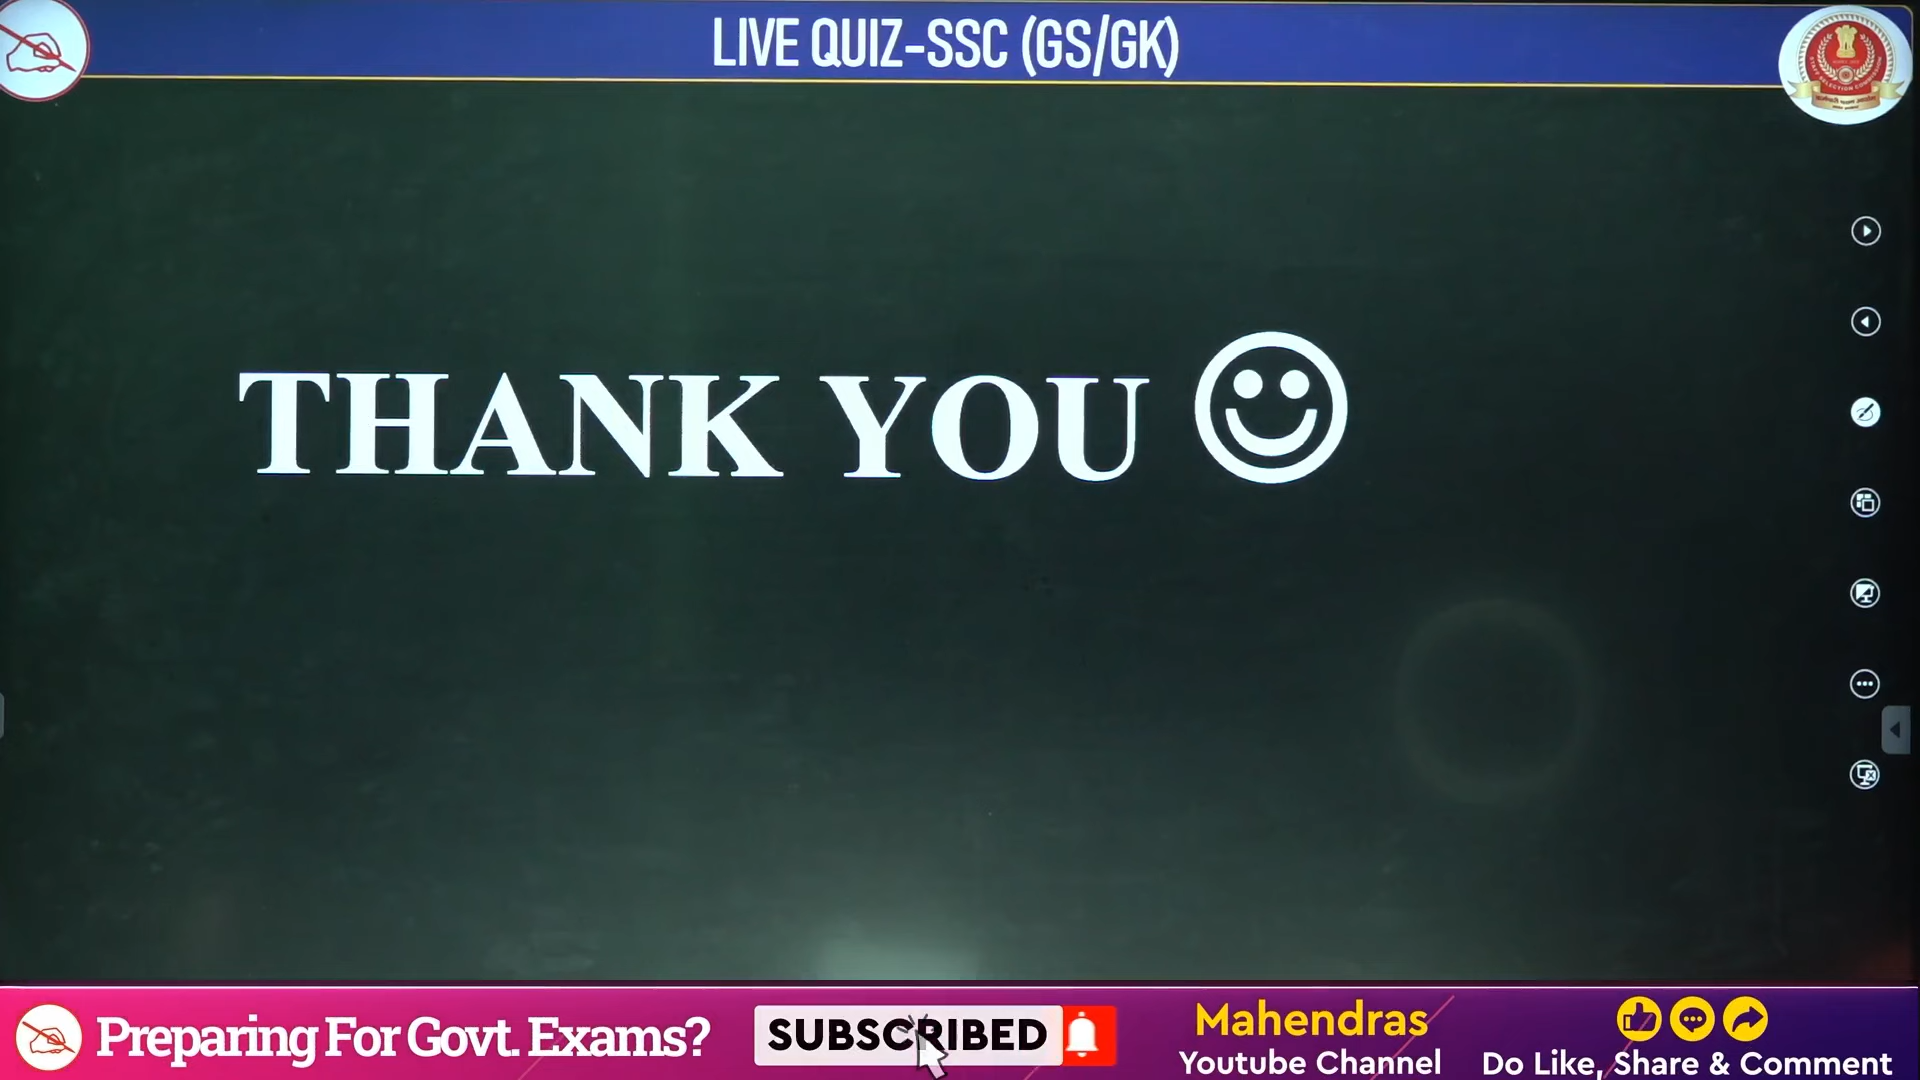 LIVE QUIZ-SSC (GS/GK)
THANK YOU
Preparing For Govt. Exams?
SUBSCRIBED
Mahendras
Youtube Channel
Do Like, Share & Comment